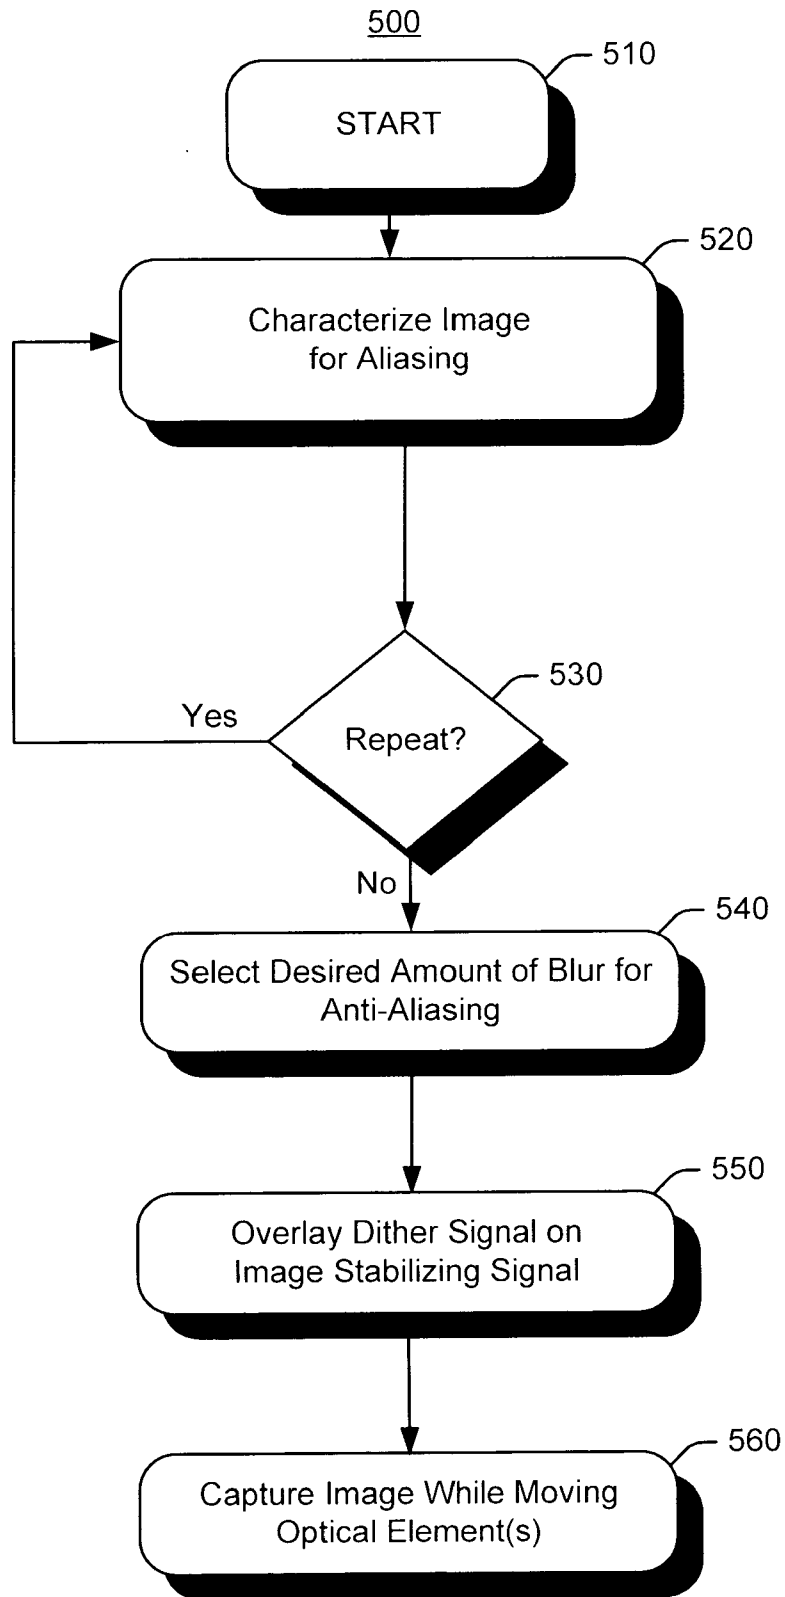 500
510
START
520
Characterize Image
for Aliasing
530
Repeat?
Yes
No
540
Select Desired Amount of Blur for
Anti-Aliasing
550
Overlay Dither Signal on
Image Stabilizing Signal
560
Capture Image While Moving
Optical Element(s)